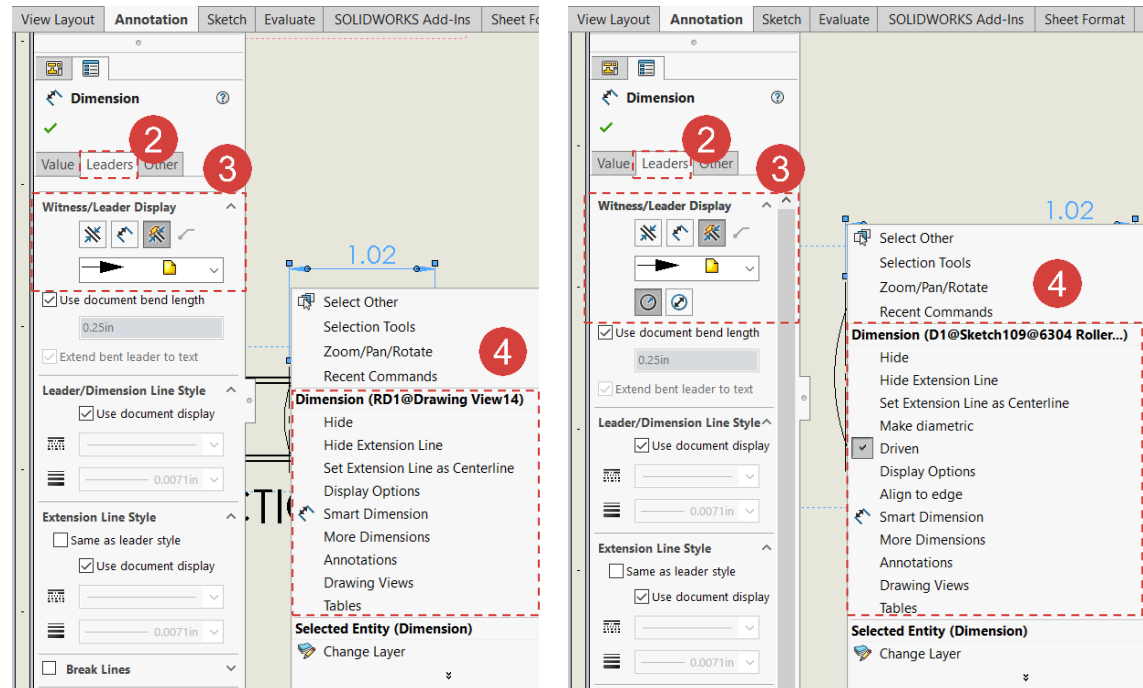 View Layout Annotation Sketch Evaluate SOLIDWORKS Add-Ins Sheet Fo
Dimension
2
3
Value Leaders Other
Witness/Leader Display
Use document bend length
0.25in
Extend bent leader to text
Leader/Dimension Line Style
Use document display
0.0071in
Extension Line Style
Same as leader style
Use document display
0.0071in
Break Lines
1.02
Select Other
Selection Tools
Zoom/Pan/Rotate
Recent Commands
4
Dimension (RD1@Drawing View14)
Hide
Hide Extension Line
Set Extension Line as Centerline
Display Options
Smart Dimension
More Dimensions
Annotations
Drawing Views
Tables
Selected Entity (Dimension)
Change Layer
CTI
View Layout Annotation Sketch Evaluate SOLIDWORKS Add-Ins Sheet Format
Dimension
2
3
Value Leaders Other
Witness/Leader Display
Use document bend length
0.25in
Extend bent leader to text
Leader/Dimension Line Style
Use document display
0.0071in
Extension Line Style
Same as leader style
Use document display
0.0071in
1.02
Select Other
Selection Tools
Zoom/Pan/Rotate
Recent Commands
4
Dimension (D1@Sketch109@6304 Roller...)
Hide
Hide Extension Line
Set Extension Line as Centerline
Make diametric
Driven
Display Options
Align to edge
Smart Dimension
More Dimensions
Annotations
Drawing Views
Tables
Selected Entity (Dimension)
Change Layer